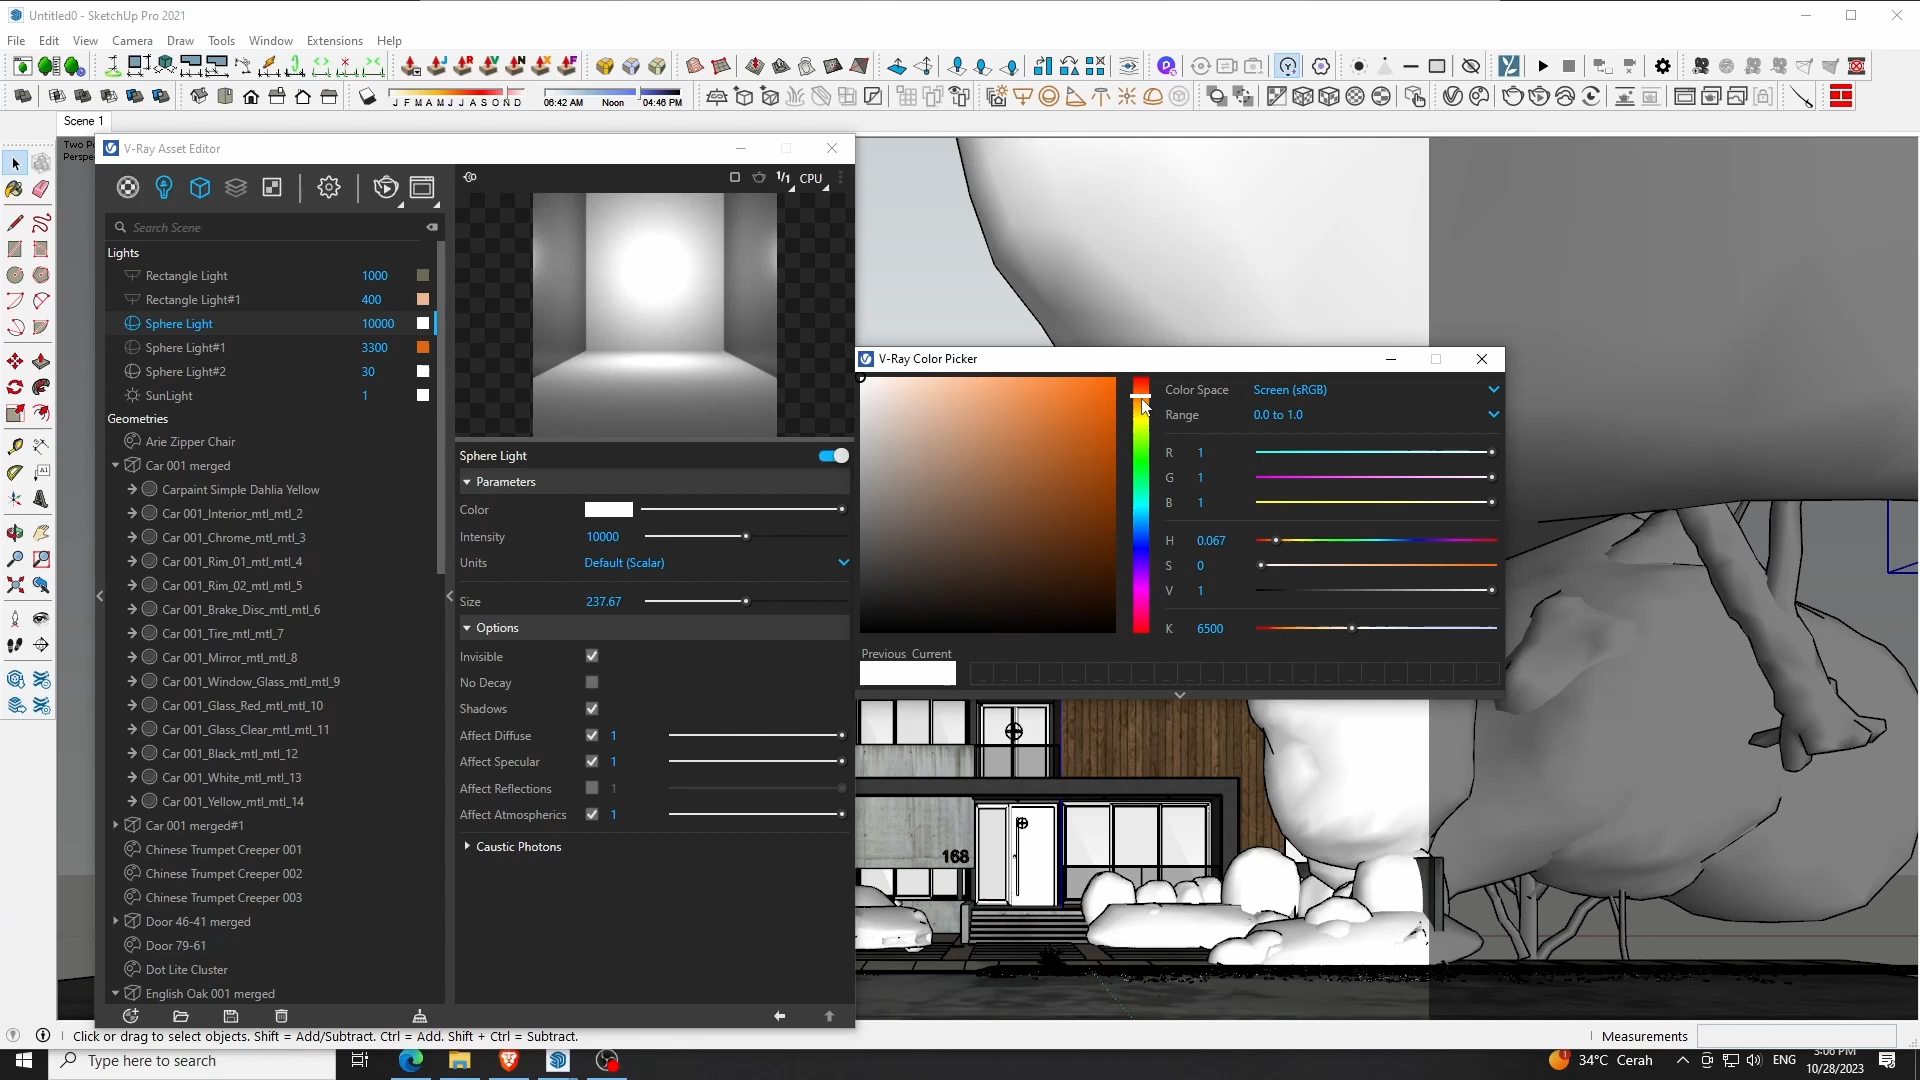 Untitled0 - SketchUp Pro 2021
File Edit View Camera Draw Tools Window Extensions Help
J F M A M J J A S O N D 06:42 AM Noon 04:46 PM
Scene 1
V-Ray Asset Editor
1/1 CPU
Search Scene
Lights
Rectangle Light 1000
Rectangle Light#1 400
Sphere Light 10000
Sphere Light#1 3300
Sphere Light#2 30
SunLight 1
Geometries
Arie Zipper Chair
Car 001 merged
Carpaint Simple Dahlia Yellow
Car 001_Interior_mtl_mtl_2
Car 001_Chrome_mtl_mtl_3
Car 001_Rim_01_mtl_mtl_4
Car 001_Rim_02_mtl_mtl_5
Car 001_Brake_Disc_mtl_mtl_6
Car 001_Tire_mtl_mtl_7
Car 001_Mirror_mtl_mtl_8
Car 001_Window_Glass_mtl_mtl_9
Car 001_Glass_Red_mtl_mtl_10
Car 001_Glass_Clear_mtl_mtl_11
Car 001_Black_mtl_mtl_12
Car 001_White_mtl_mtl_13
Car 001_Yellow_mtl_mtl_14
Car 001 merged#1
Chinese Trumpet Creeper 001
Chinese Trumpet Creeper 002
Chinese Trumpet Creeper 003
Door 46-41 merged
Door 79-61
Dot Lite Cluster
English Oak 001 merged
Sphere Light
Parameters
Color
Intensity 10000
Units Default (Scalar)
Size 237.67
Options
Invisible
No Decay
Shadows
Affect Diffuse 1
Affect Specular 1
Affect Reflections 1
Affect Atmospherics 1
Caustic Photons
V-Ray Color Picker
Color Space Screen (sRGB)
Range 0.0 to 1.0
R 1
G 1
B 1
H 0.067
S 0
V 1
K 6500
Previous Current
168
Click or drag to select objects. Shift = Add/Subtract. Ctrl = Add. Shift + Ctrl = Subtract.
Measurements
Type here to search
34°C Cerah ENG
3:06 PM
10/28/2023